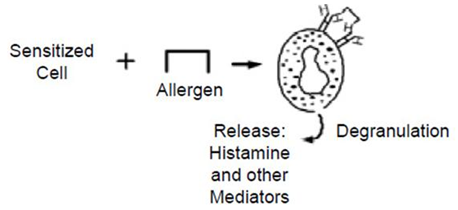 Sensitized
Cell
+
Allergen
Release:
Histamine
and other
Mediators
Degranulation